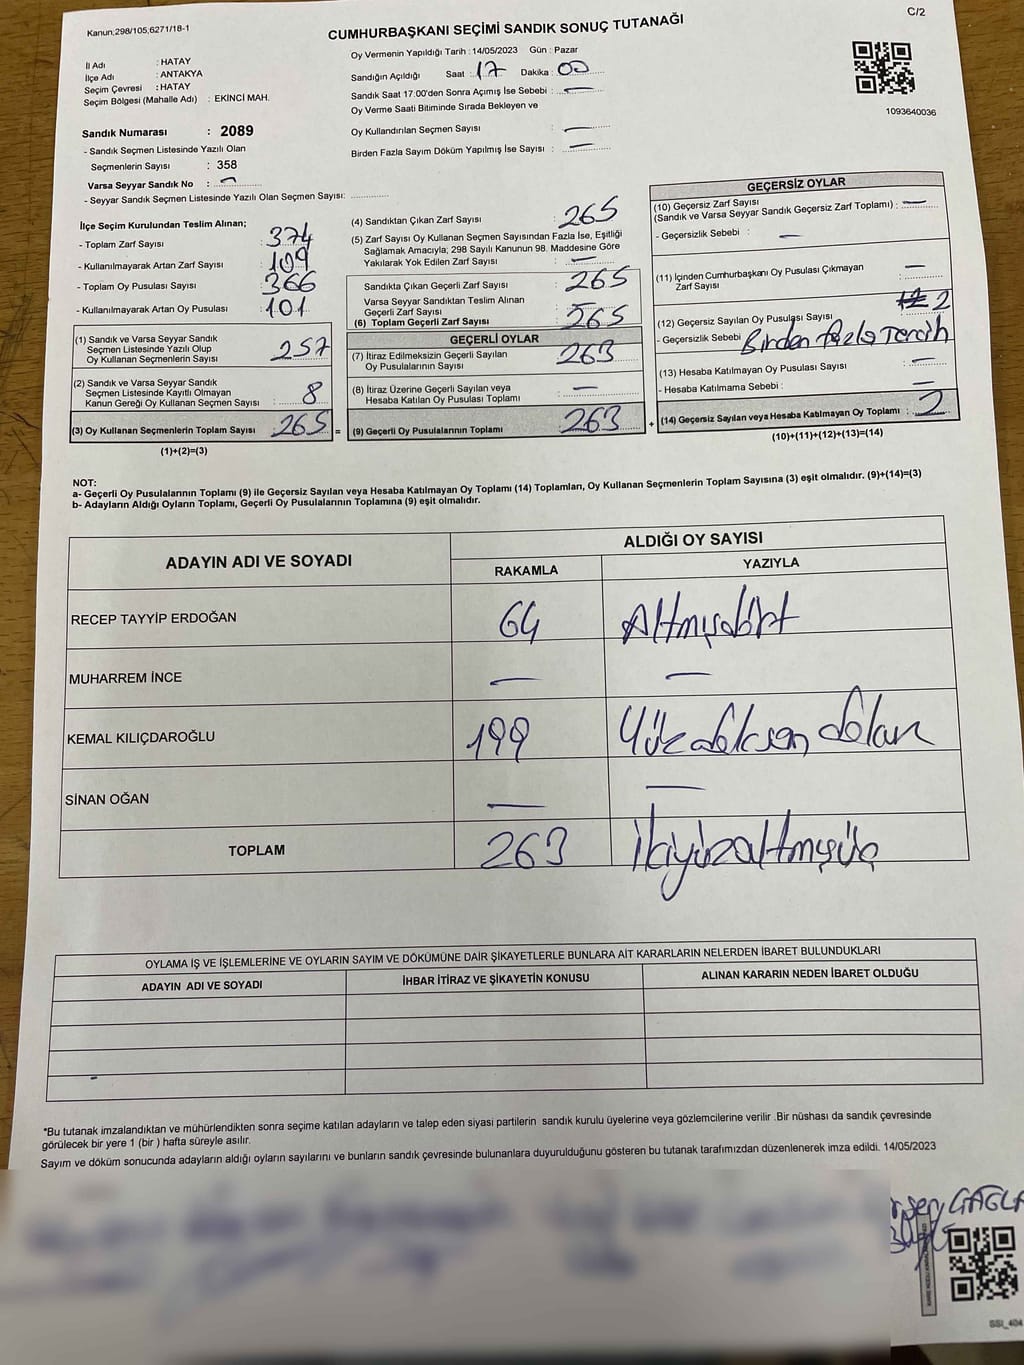 Kanun;298/105,6271/18-1
C/2
CUMHURBAŞKANI SEÇİMİ SANDIK SONUÇ TUTANAĞI
İl Adı : HATAY
İlçe Adı : ANTAKYA
Seçim Çevresi : HATAY
Seçim Bölgesi (Mahalle Adı) : EKİNCİ MAH.
Sandık Numarası : 2089
- Sandık Seçmen Listesinde Yazılı Olan
Seçmenlerin Sayısı : 358
Varsa Seyyar Sandık No : -
- Seyyar Sandık Seçmen Listesinde Yazılı Olan Seçmen Sayısı:
Oy Vermenin Yapıldığı Tarih : 14/05/2023 Gün : Pazar
Sandığın Açıldığı Saat : 17 Dakika : 00
Sandık Saat 17:00'den Sonra Açımış İse Sebebi : -
Oy Verme Saati Bitiminde Sırada Bekleyen ve
Oy Kullandırılan Seçmen Sayısı : -
Birden Fazla Sayım Döküm Yapılmış İse Sayısı : -
1093640036
İlçe Seçim Kurulundan Teslim Alınan;
- Toplam Zarf Sayısı : 374
- Kullanılmayarak Artan Zarf Sayısı : 109
- Toplam Oy Pusulası Sayısı : 366
- Kullanılmayarak Artan Oy Pusulası : 101
(1) Sandık ve Varsa Seyyar Sandık
Seçmen Listesinde Yazılı Olup
Oy Kullanan Seçmenlerin Sayısı : 257
(2) Sandık ve Varsa Seyyar Sandık
Seçmen Listesinde Kayıtlı Olmayan
Kanun Gereği Oy Kullanan Seçmen Sayısı : 8
(3) Oy Kullanan Seçmenlerin Toplam Sayısı : 265 =
(1)+(2)=(3)
(4) Sandıktan Çıkan Zarf Sayısı : 265
(5) Zarf Sayısı Oy Kullanan Seçmen Sayısından Fazla İse, Eşitliği
Sağlamak Amacıyla; 298 Sayılı Kanunun 98. Maddesine Göre
Yakılarak Yok Edilen Zarf Sayısı : -
Sandıkta Çıkan Geçerli Zarf Sayısı : 265
Varsa Seyyar Sandıktan Teslim Alınan
Geçerli Zarf Sayısı
(6) Toplam Geçerli Zarf Sayısı : 265
GEÇERLİ OYLAR
(7) İtiraz Edilmeksizin Geçerli Sayılan
Oy Pusulalarının Sayısı : 263
(8) İtiraz Üzerine Geçerli Sayılan veya
Hesaba Katılan Oy Pusulası Toplamı : -
(9) Geçerli Oy Pusulalarının Toplamı : 263 +
GEÇERSİZ OYLAR
(10) Geçersiz Zarf Sayısı
(Sandık ve Varsa Seyyar Sandık Geçersiz Zarf Toplamı) : -
- Geçersizlik Sebebi : -
(11) İçinden Cumhurbaşkanı Oy Pusulası Çıkmayan
Zarf Sayısı : -
(12) Geçersiz Sayılan Oy Pusulası Sayısı : 2
- Geçersizlik Sebebi Birden fazla Tercih
(13) Hesaba Katılmayan Oy Pusulası Sayısı : -
- Hesaba Katılmama Sebebi : -
(14) Geçersiz Sayılan veya Hesaba Katılmayan Oy Toplamı : 2
(10)+(11)+(12)+(13)=(14)
NOT:
a- Geçerli Oy Pusulalarının Toplamı (9) ile Geçersiz Sayılan veya Hesaba Katılmayan Oy Toplamı (14) Toplamları, Oy Kullanan Seçmenlerin Toplam Sayısına (3) eşit olmalıdır. (9)+(14)=(3)
b- Adayların Aldığı Oyların Toplamı, Geçerli Oy Pusulalarının Toplamına (9) eşit olmalıdır.
ADAYIN ADI VE SOYADI ALDIĞI OY SAYISI
RAKAMLA YAZIYLA
RECEP TAYYİP ERDOĞAN 64 Altmışdört
MUHARREM İNCE - -
KEMAL KILIÇDAROĞLU 199 Yüzdoksan dokuz
SİNAN OĞAN - -
TOPLAM 263 İkiyüzaltmışüç
OYLAMA İŞ VE İŞLEMLERİNE VE OYLARIN SAYIM VE DÖKÜMÜNE DAİR ŞİKAYETLERLE BUNLARA AİT KARARLARIN NELERDEN İBARET BULUNDUKLARI
ADAYIN ADI VE SOYADI İHBAR İTİRAZ VE ŞİKAYETİN KONUSU ALINAN KARARIN NEDEN İBARET OLDUĞU
*Bu tutanak imzalandıktan ve mühürlendikten sonra seçime katılan adayların ve talep eden siyasi partilerin sandık kurulu üyelerine veya gözlemcilerine verilir .Bir nüshası da sandık çevresinde
görülecek bir yere 1 (bir ) hafta süreyle asılır.
Sayım ve döküm sonucunda adayların aldığı oyların sayılarını ve bunların sandık çevresinde bulunanlara duyurulduğunu gösteren bu tutanak tarafımızdan düzenlenerek imza edildi. 14/05/2023
SSI_404